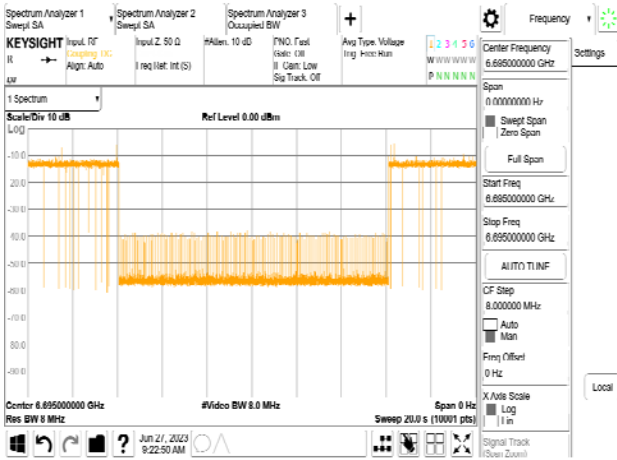 Spectrum Analyzer 1
Swept SA
Spectrum Analyzer 2
Swept SA
Spectrum Analyzer 3
Occupied BW
+
Frequency
KEYSIGHT
Input: RF
Coupling: DC
Align: Auto
Input Z: 50 Ω
Freq Ref: Int (S)
#Atten: 10 dB
PNO: Fast
Gate: Off
IF Gain: Low
Sig Track: Off
Avg Type: Voltage
Trig: Free Run
1 2 3 4 5 6
W W W W W W
P N N N N N
R
Center Frequency
6.695000000 GHz
Settings
Span
0.00000000 Hz
Swept Span
Zero Span
Full Span
Start Freq
6.695000000 GHz
Stop Freq
6.695000000 GHz
AUTO TUNE
CF Step
8.000000 MHz
Auto
Man
Freq Offset
0 Hz
X Axis Scale
Log
Lin
Signal Track
(Span Zoom)
Local
1 Spectrum
Scale/Div 10 dB
Ref Level 0.00 dBm
Log
-10.0
-20.0
-30.0
-40.0
-50.0
-60.0
-70.0
-80.0
-90.0
Center 6.695000000 GHz
#Video BW 8.0 MHz
Span 0 Hz
Res BW 8 MHz
Sweep 20.0 s (10001 pts)
?
Jun 27, 2023
9:22:50 AM